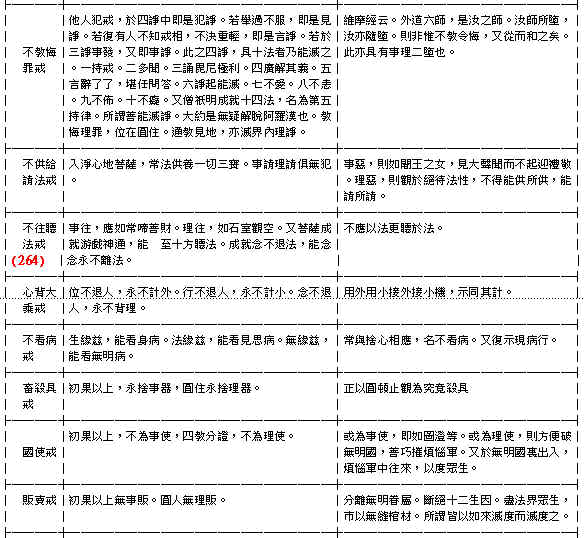 不教悔
罪戒
他人犯戒，於四諍中即是犯諍。若舉過不服，即是見
諍。若復有人不知戒相，不決重輕，即是言諍。若於
三諍事發，又即事諍。此之四諍，具十法者乃能滅之
。一持戒。二多聞。三誦毘尼極利。四廣解其義。五
言辭了了，堪任問答。六諍起能滅。七不愛。八不恚
。九不佈。十不癡。又僧祇明成就十四法，名為第五
持律。所謂善能滅諍。大約是無疑解脫阿羅漢也。教
悔理罪，位在圓住。通教見地，亦滅界內理諍。
維摩經云。外道六師，是汝之師。汝師所墮，
汝亦隨墮。則非惟不教令悔，又從而和之矣。
此亦具有事理二墮也。
不供給
請法戒
入淨心地菩薩，常法供養一切三寶。事請理請俱無犯
。
事惡，則如闍王之女，見大聲聞而不起迎禮敬
。理惡，則觀於絕待法性，不得能供所供，能
請所請。
不往聽
法戒
(264)
事往，應如常啼善財。理往，如石室觀空。又菩薩成
就游戲神通，能　至十方聽法。成就念不退法，能念
念永不離法。
不應以法更聽於法。
心背大
乘戒
位不退人，永不計外。行不退人，永不計小。念不退
人，永不背理。
用外用小接外接小機，示同其計。
不看病
戒
生緣茲，能看身病。法緣茲，能看見思病。無緣茲，
能看無明病。
常與捨心相應，名不看病。又復示現病行。
畜殺具
戒
初果以上，永捨事器，圓住永捨理器。
正以圓頓止觀為究竟殺具
國使戒
初果以上，不為事使，四教分證，不為理使。
或為事使，即如圖澄等。或為理使，則方便破
無明國，善巧摧煩惱軍。又於無明國裏出入，
煩惱軍中往來，以度眾生。
販賣戒
初果以上無事販。圓人無理販。
分離無明眷屬。斷絕十二生因。盡法界眾生，
市以無縫棺材。所謂皆以如來滅度而滅度之。